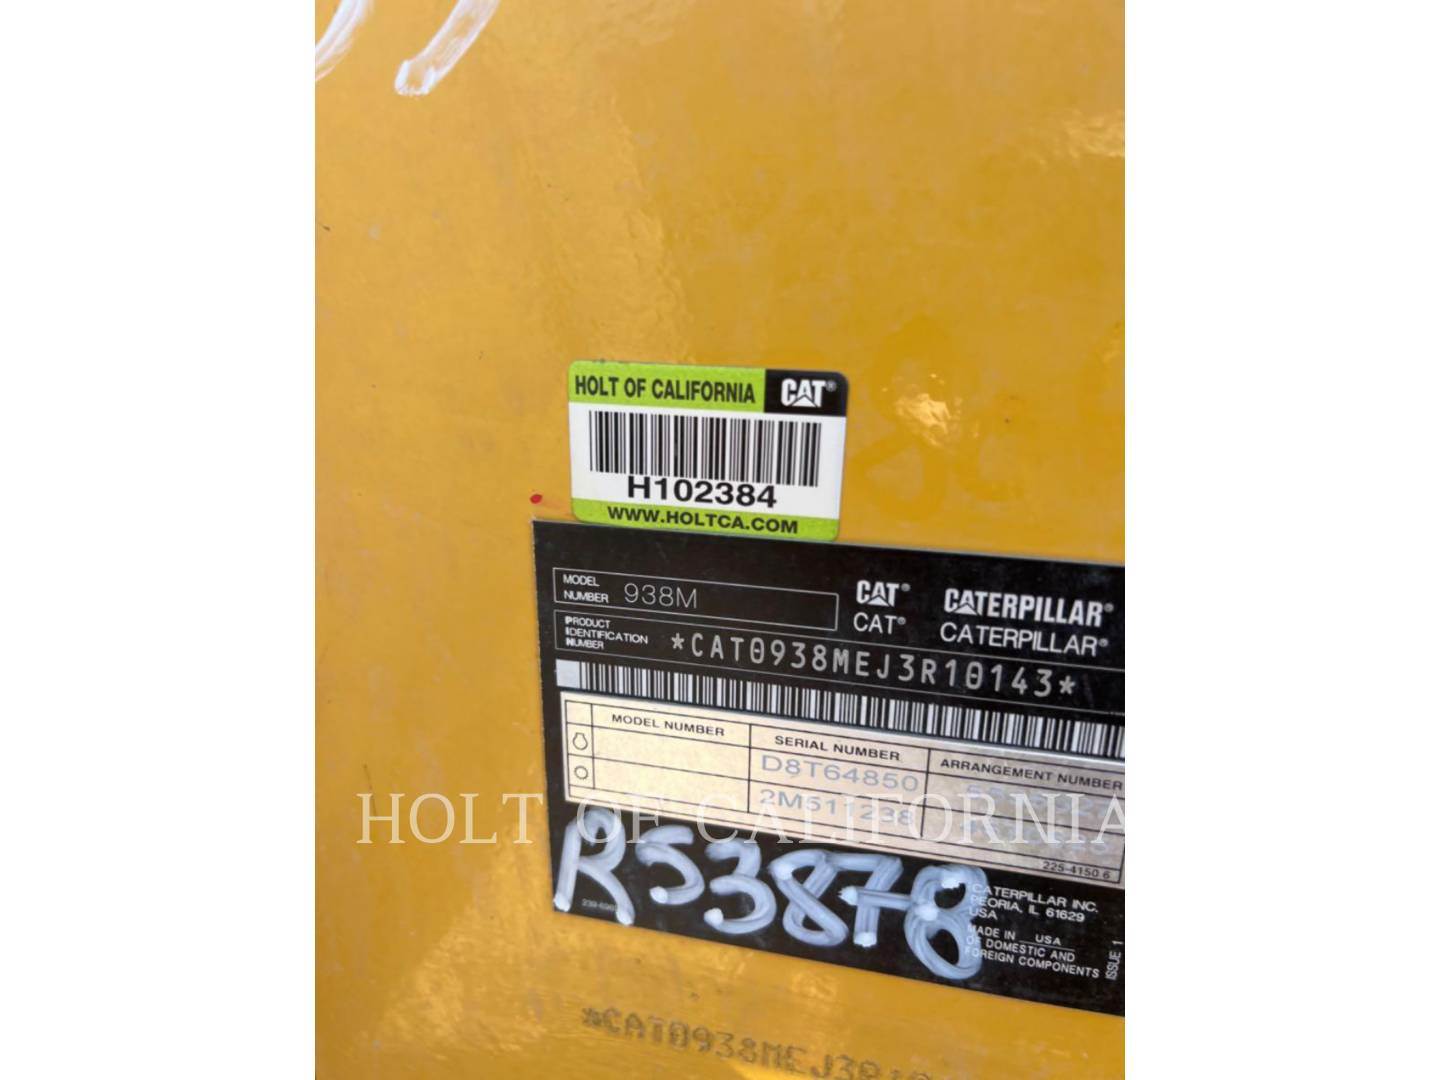 HOLT OF CALIFORNIA CAT®
H102384
WWW.HOLTCA.COM
MODEL NUMBER 938M
CAT® CATERPILLAR®
CAT® CATERPILLAR®
PRODUCT IDENTIFICATION NUMBER *CAT0938MEJ3R10143*
MODEL NUMBER SERIAL NUMBER ARRANGEMENT NUMBER
D8T64850
2M511238
HOLT OF CALIFORNIA
225-4150 6
R53878
CATERPILLAR INC.
PEORIA, IL 61629
USA
MADE IN USA
OF DOMESTIC AND
FOREIGN COMPONENTS
ISSUE 1
*CAT0938MEJ3R10